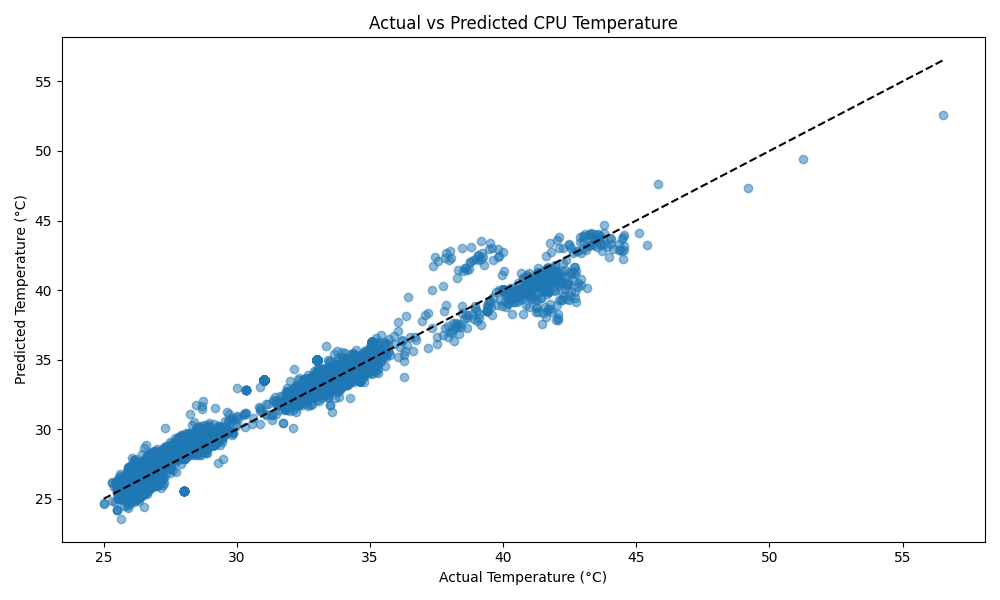 Actual vs Predicted CPU Temperature
Predicted Temperature (°C)
55
50
45
40
35
30
25
25 30 35 40 45 50 55
Actual Temperature (°C)